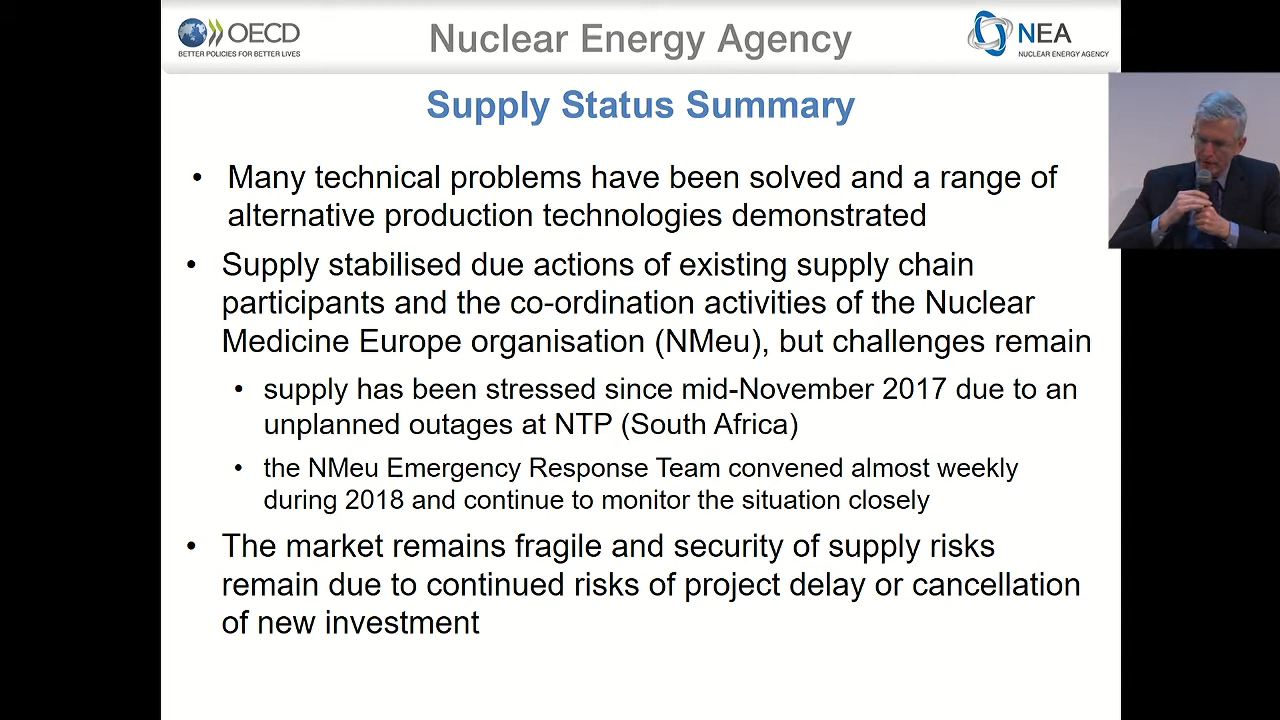 OECD
BETTER POLICIES FOR BETTER LIVES
Nuclear Energy Agency
NEA
NUCLEAR ENERGY AGENCY
Supply Status Summary
• Many technical problems have been solved and a range of
alternative production technologies demonstrated
• Supply stabilised due actions of existing supply chain
participants and the co-ordination activities of the Nuclear
Medicine Europe organisation (NMeu), but challenges remain
• supply has been stressed since mid-November 2017 due to an
unplanned outages at NTP (South Africa)
• the NMeu Emergency Response Team convened almost weekly
during 2018 and continue to monitor the situation closely
• The market remains fragile and security of supply risks
remain due to continued risks of project delay or cancellation
of new investment